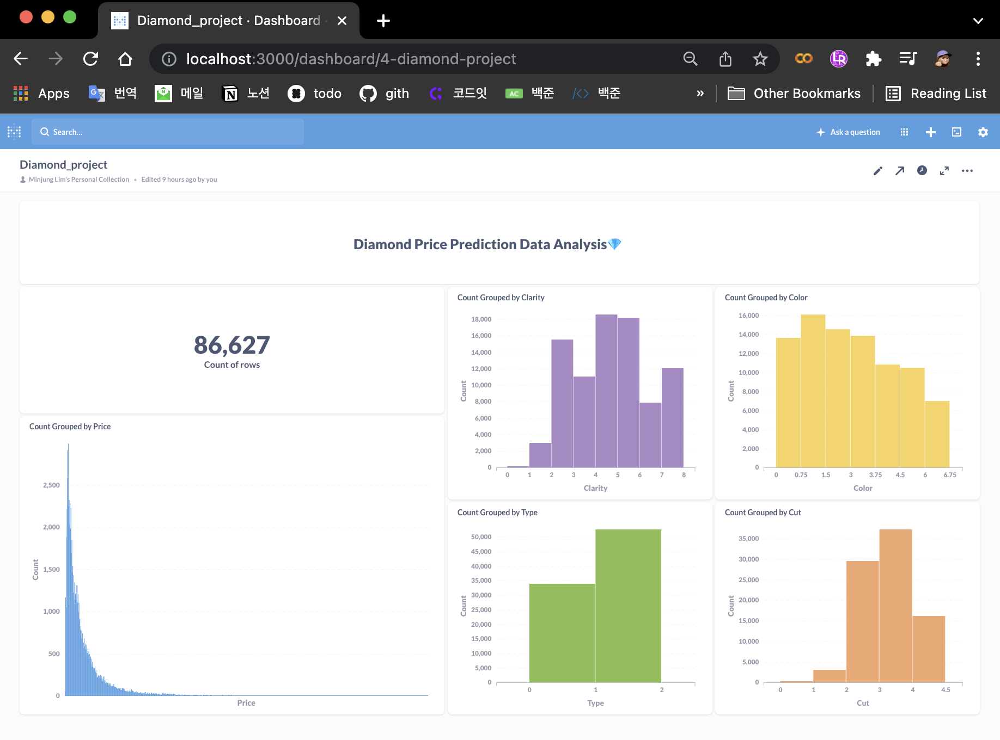 Diamond_project · Dashboard ·
localhost:3000/dashboard/4-diamond-project
Apps 번역 메일 노션 todo gith 코드잇 AC 백준 </> 백준 » Other Bookmarks Reading List
Search...
Ask a question
Diamond_project
Minjung Lim's Personal Collection • Edited 9 hours ago by you
Diamond Price Prediction Data Analysis💎
86,627
Count of rows
Count Grouped by Clarity
18,000
16,000
14,000
12,000
10,000
8,000
6,000
4,000
2,000
0
Count
0 1 2 3 4 5 6 7 8
Clarity
Count Grouped by Color
16,000
14,000
12,000
10,000
8,000
6,000
4,000
2,000
0
Count
0 0.75 1.5 3 3.75 4.5 6 6.75
Color
Count Grouped by Price
2,500
2,000
1,500
1,000
500
0
Count
Price
Count Grouped by Type
50,000
45,000
40,000
35,000
30,000
25,000
20,000
15,000
10,000
5,000
0
Count
0 1 2
Type
Count Grouped by Cut
35,000
30,000
25,000
20,000
15,000
10,000
5,000
0
Count
0 1 2 3 4 4.5
Cut